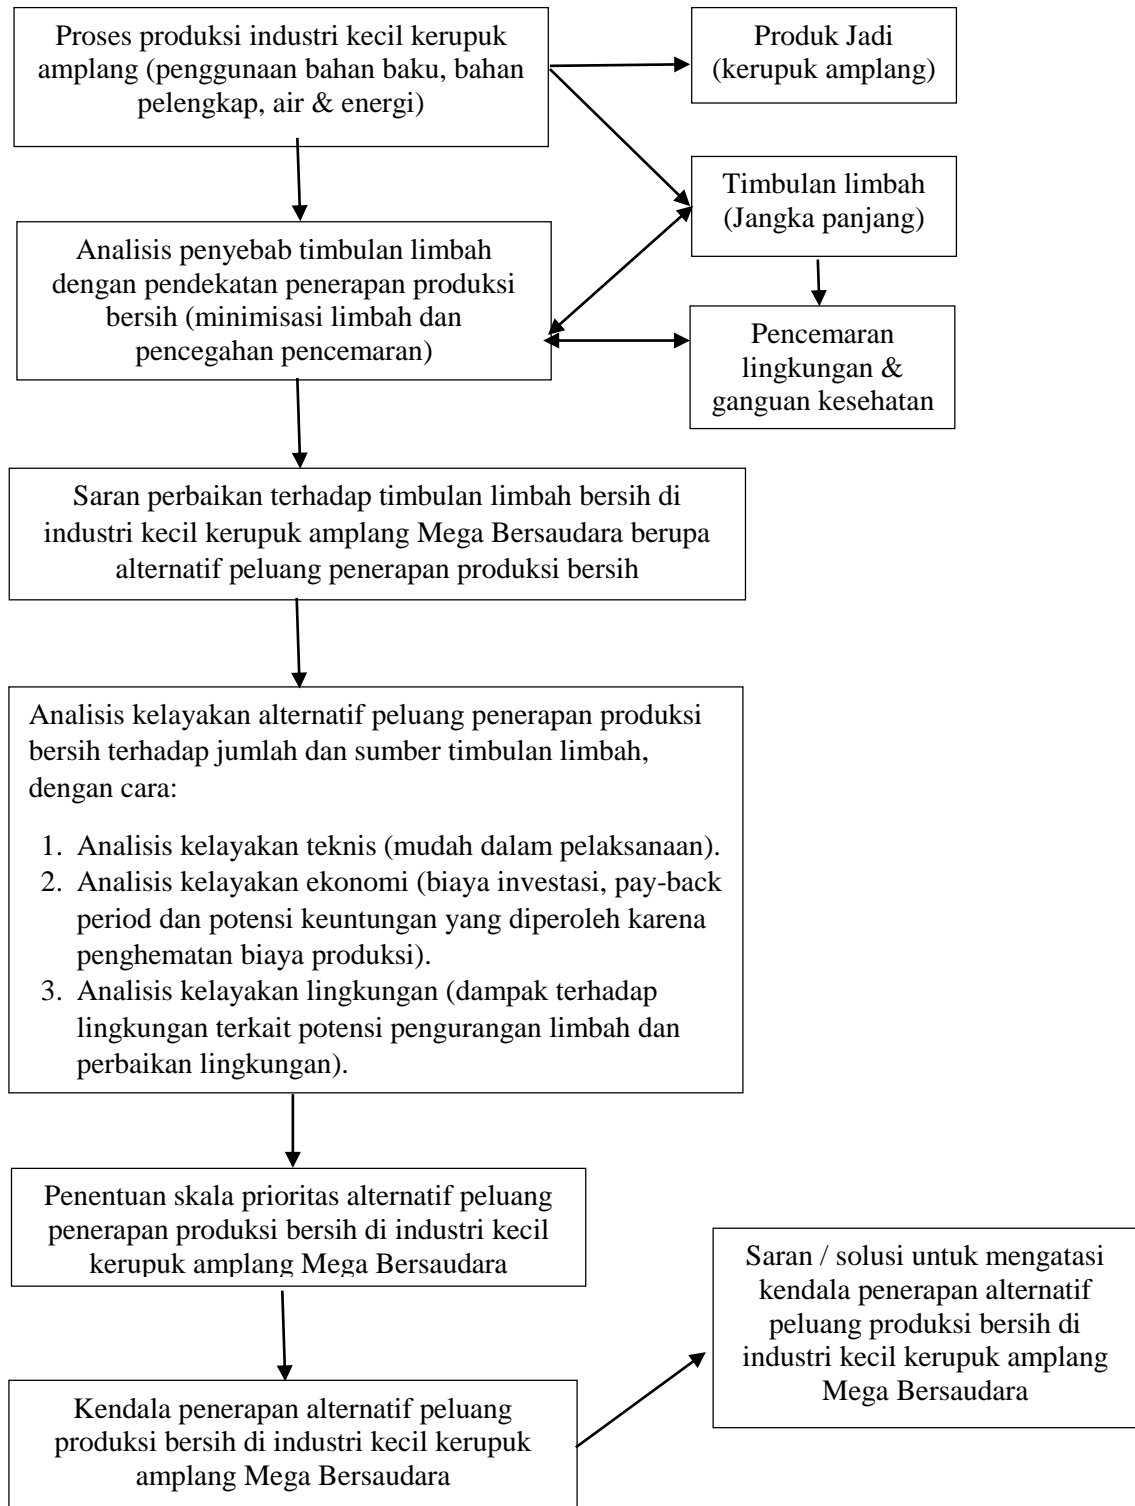 Proses produksi industri kecil kerupuk
amplang (penggunaan bahan baku, bahan
pelengkap, air & energi)
Produk Jadi
(kerupuk amplang)
Timbulan limbah
(Jangka panjang)
Analisis penyebab timbulan limbah
dengan pendekatan penerapan produksi
bersih (minimisasi limbah dan
pencegahan pencemaran)
Pencemaran
lingkungan &
ganguan kesehatan
Saran perbaikan terhadap timbulan limbah bersih di
industri kecil kerupuk amplang Mega Bersaudara berupa
alternatif peluang penerapan produksi bersih
Analisis kelayakan alternatif peluang penerapan produksi
bersih terhadap jumlah dan sumber timbulan limbah,
dengan cara:
1. Analisis kelayakan teknis (mudah dalam pelaksanaan).
2. Analisis kelayakan ekonomi (biaya investasi, pay-back
period dan potensi keuntungan yang diperoleh karena
penghematan biaya produksi).
3. Analisis kelayakan lingkungan (dampak terhadap
lingkungan terkait potensi pengurangan limbah dan
perbaikan lingkungan).
Penentuan skala prioritas alternatif peluang
penerapan produksi bersih di industri kecil
kerupuk amplang Mega Bersaudara
Saran / solusi untuk mengatasi
kendala penerapan alternatif
peluang produksi bersih di
industri kecil kerupuk amplang
Mega Bersaudara
Kendala penerapan alternatif peluang
produksi bersih di industri kecil kerupuk
amplang Mega Bersaudara